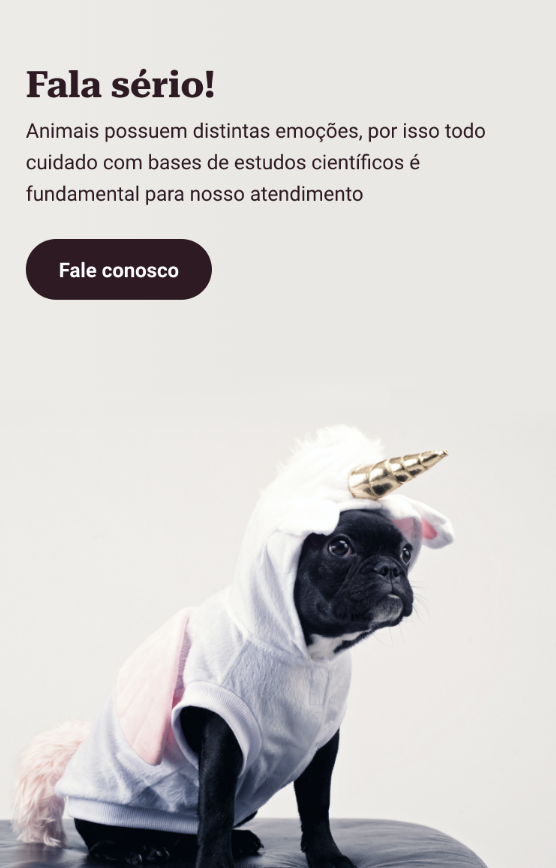 Fala sério!
Animais possuem distintas emoções, por isso todo
cuidado com bases de estudos científicos é
fundamental para nosso atendimento
Fale conosco